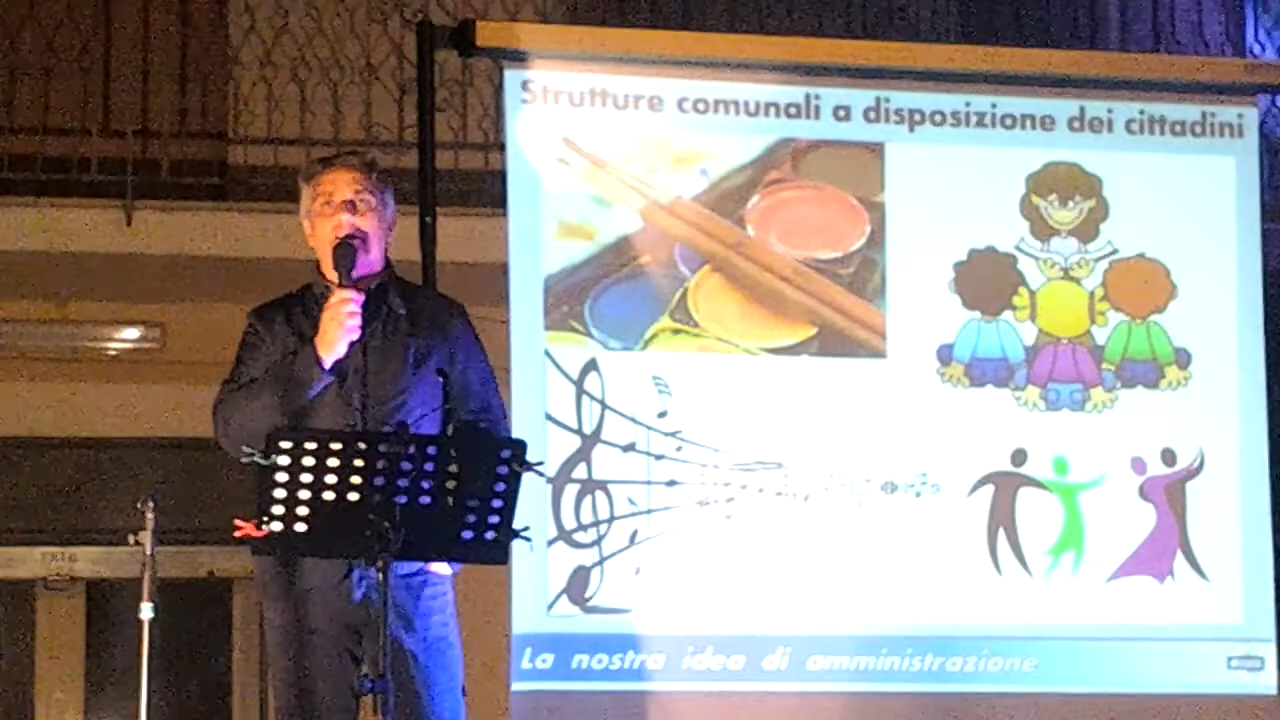 Strutture comunali a disposizione dei cittadini
La nostra idea di amministrazione